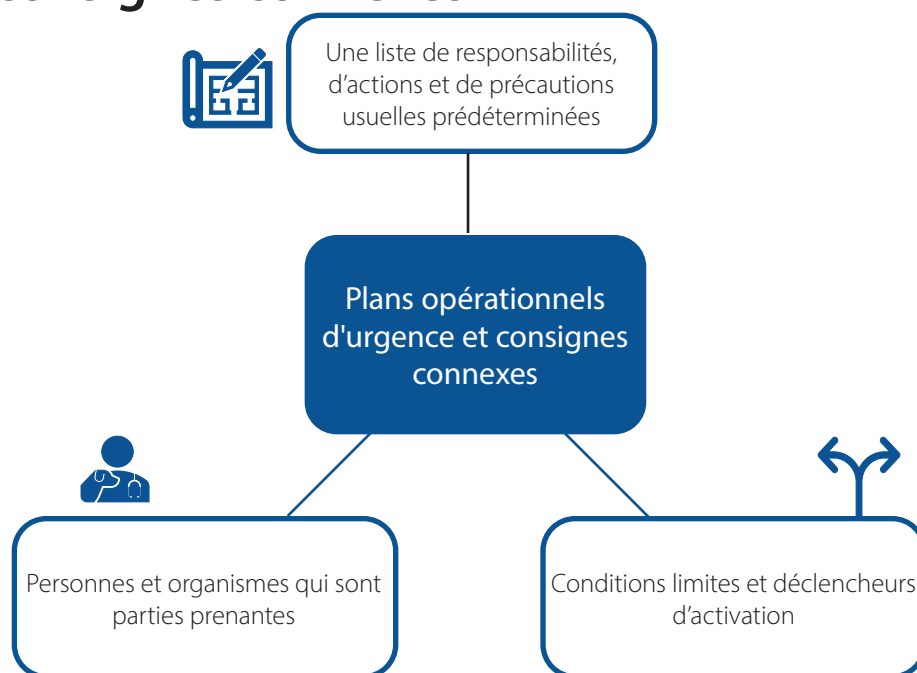 Une liste de responsabilités,
d’actions et de précautions
usuelles prédéterminées
Plans opérationnels
d'urgence et consignes
connexes
Personnes et organismes qui sont
parties prenantes
Conditions limites et déclencheurs
d’activation